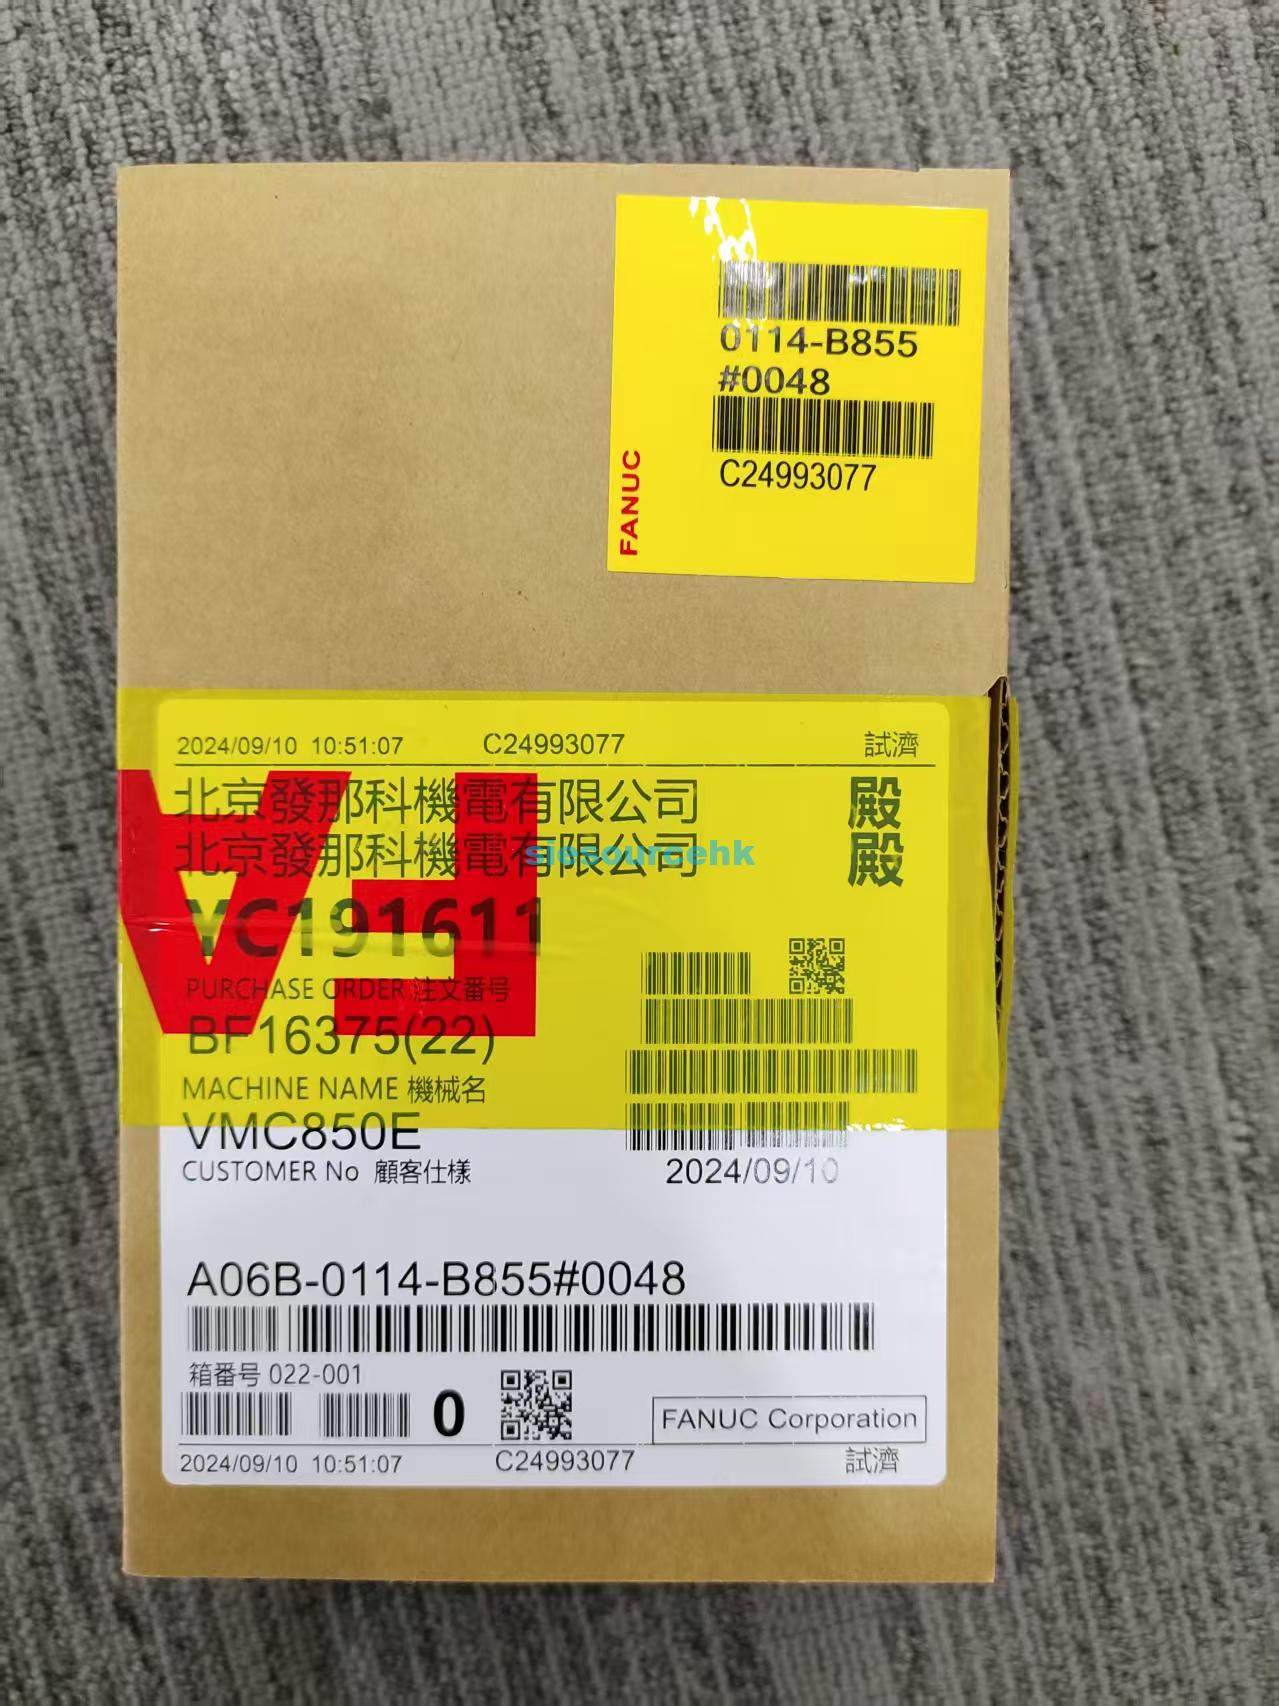 0114-B855
#0048
C24993077
FANUC
2024/09/10 10:51:07 C24993077 試濟
北京發那科機電有限公司 殿
北京發那科機電有限公司 殿
siesourcehk
YC191611
PURCHASE ORDER 注文番号
BF16375(22)
MACHINE NAME 機械名
VMC850E
CUSTOMER No 顧客仕様
2024/09/10
A06B-0114-B855#0048
箱番号 022-001
0
FANUC Corporation
2024/09/10 10:51:07 C24993077 試濟
FA